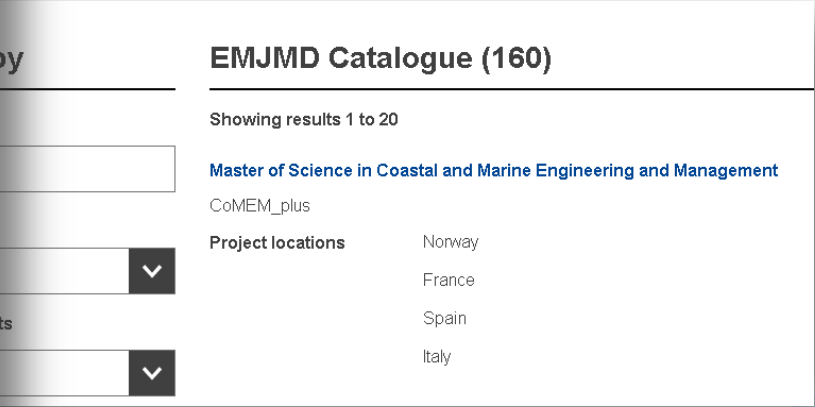 by
EMJMD Catalogue (160)
Showing results 1 to 20
Master of Science in Coastal and Marine Engineering and Management
CoMEM_plus
Project locations Norway
France
ts
Spain
Italy